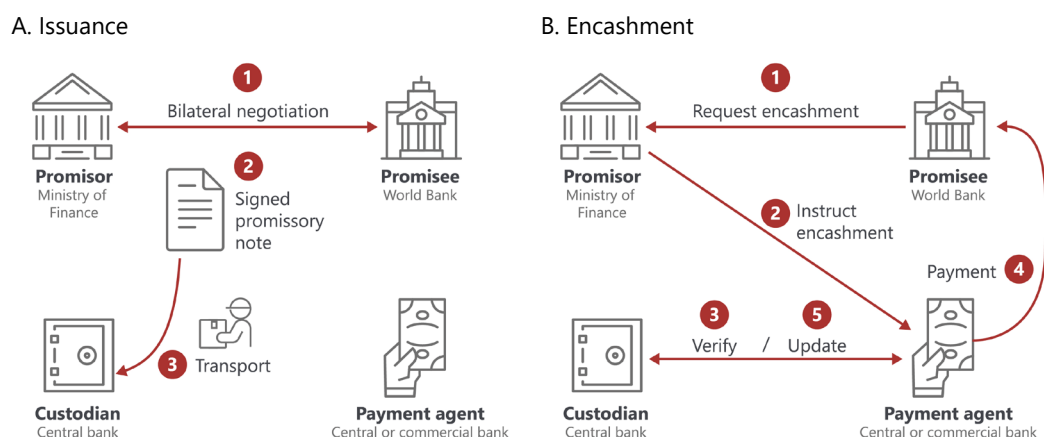 A. Issuance
1
Bilateral negotiation
Promisor
Ministry of
Finance
Promisee
World Bank
2
Signed
promissory
note
3
Transport
Custodian
Central bank
Payment agent
Central or commercial bank
B. Encashment
1
Request encashment
Promisor
Ministry of
Finance
Promisee
World Bank
2
Instruct
encashment
Payment
4
3
5
Verify / Update
Custodian
Central bank
Payment agent
Central or commercial bank